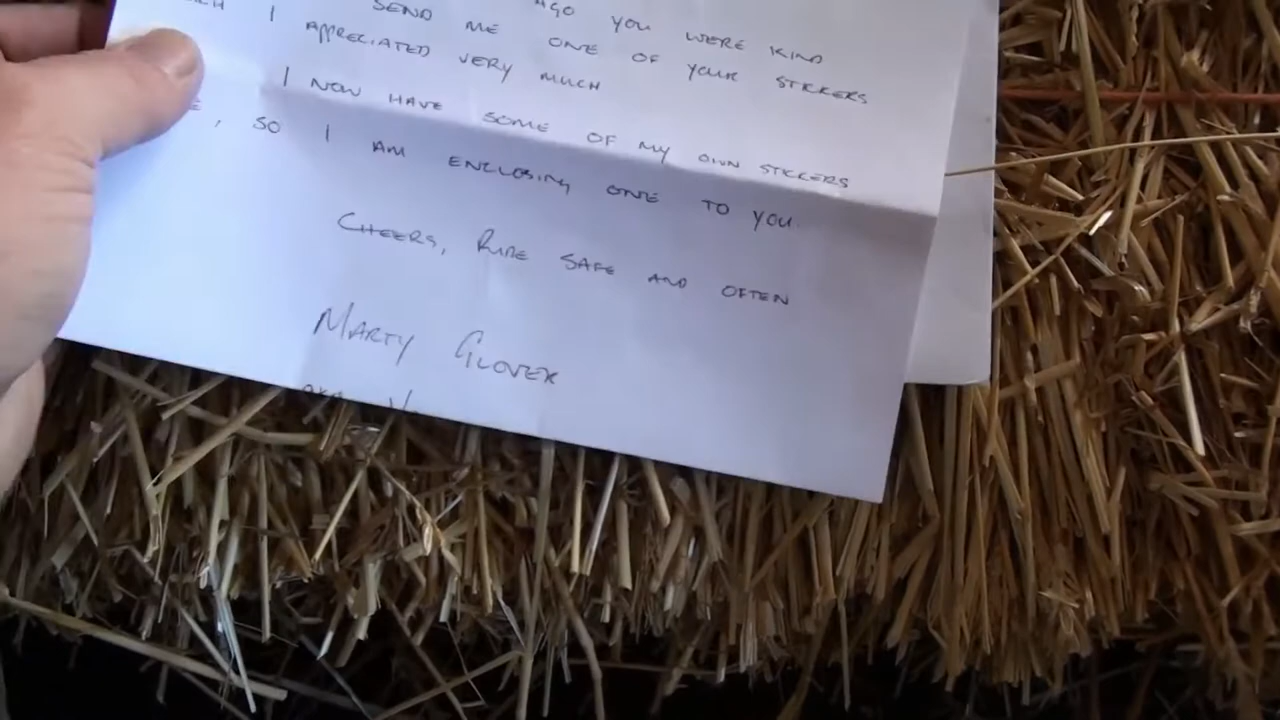 AGO YOU WERE KIND
SEND ME ONE OF YOUR STICKERS
I APPRECIATED VERY MUCH
I NOW HAVE SOME OF MY OWN STICKERS
, SO I AM ENCLOSING ONE TO YOU.
CHEERS, RIDE SAFE AND OFTEN
MARTY GLOVER
AKA